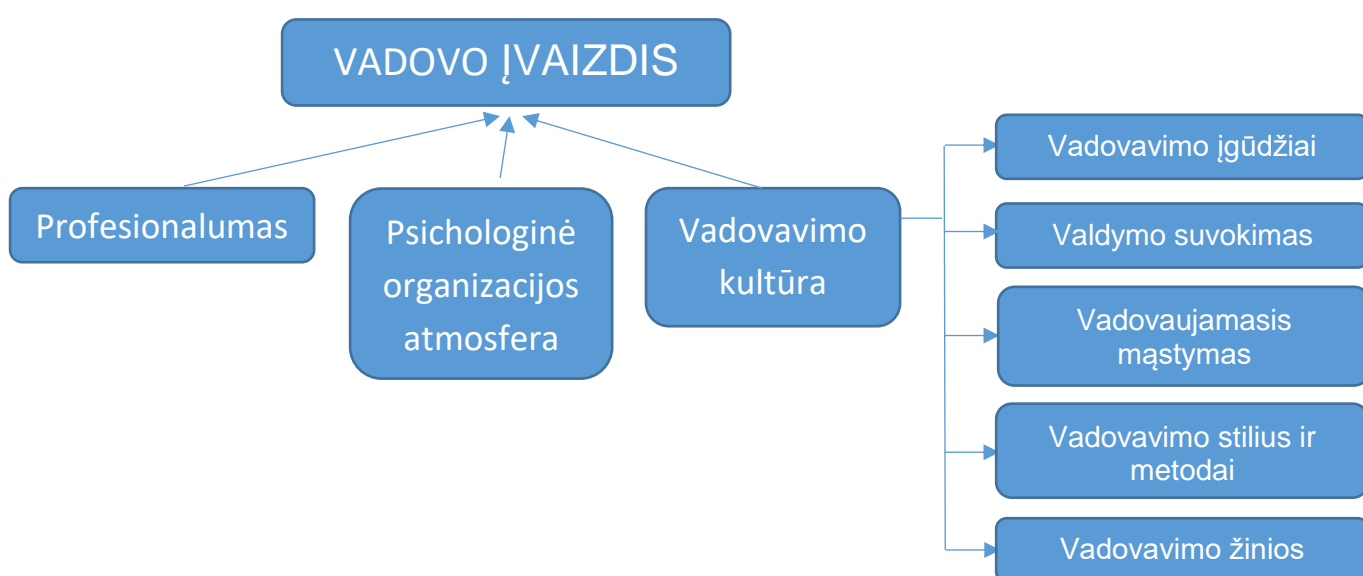 VADOVO ĮVAIZDIS
Profesionalumas
Psichologinė
organizacijos
atmosfera
Vadovavimo
kultūra
Vadovavimo įgūdžiai
Valdymo suvokimas
Vadovaujamasis
mąstymas
Vadovavimo stilius ir
metodai
Vadovavimo žinios